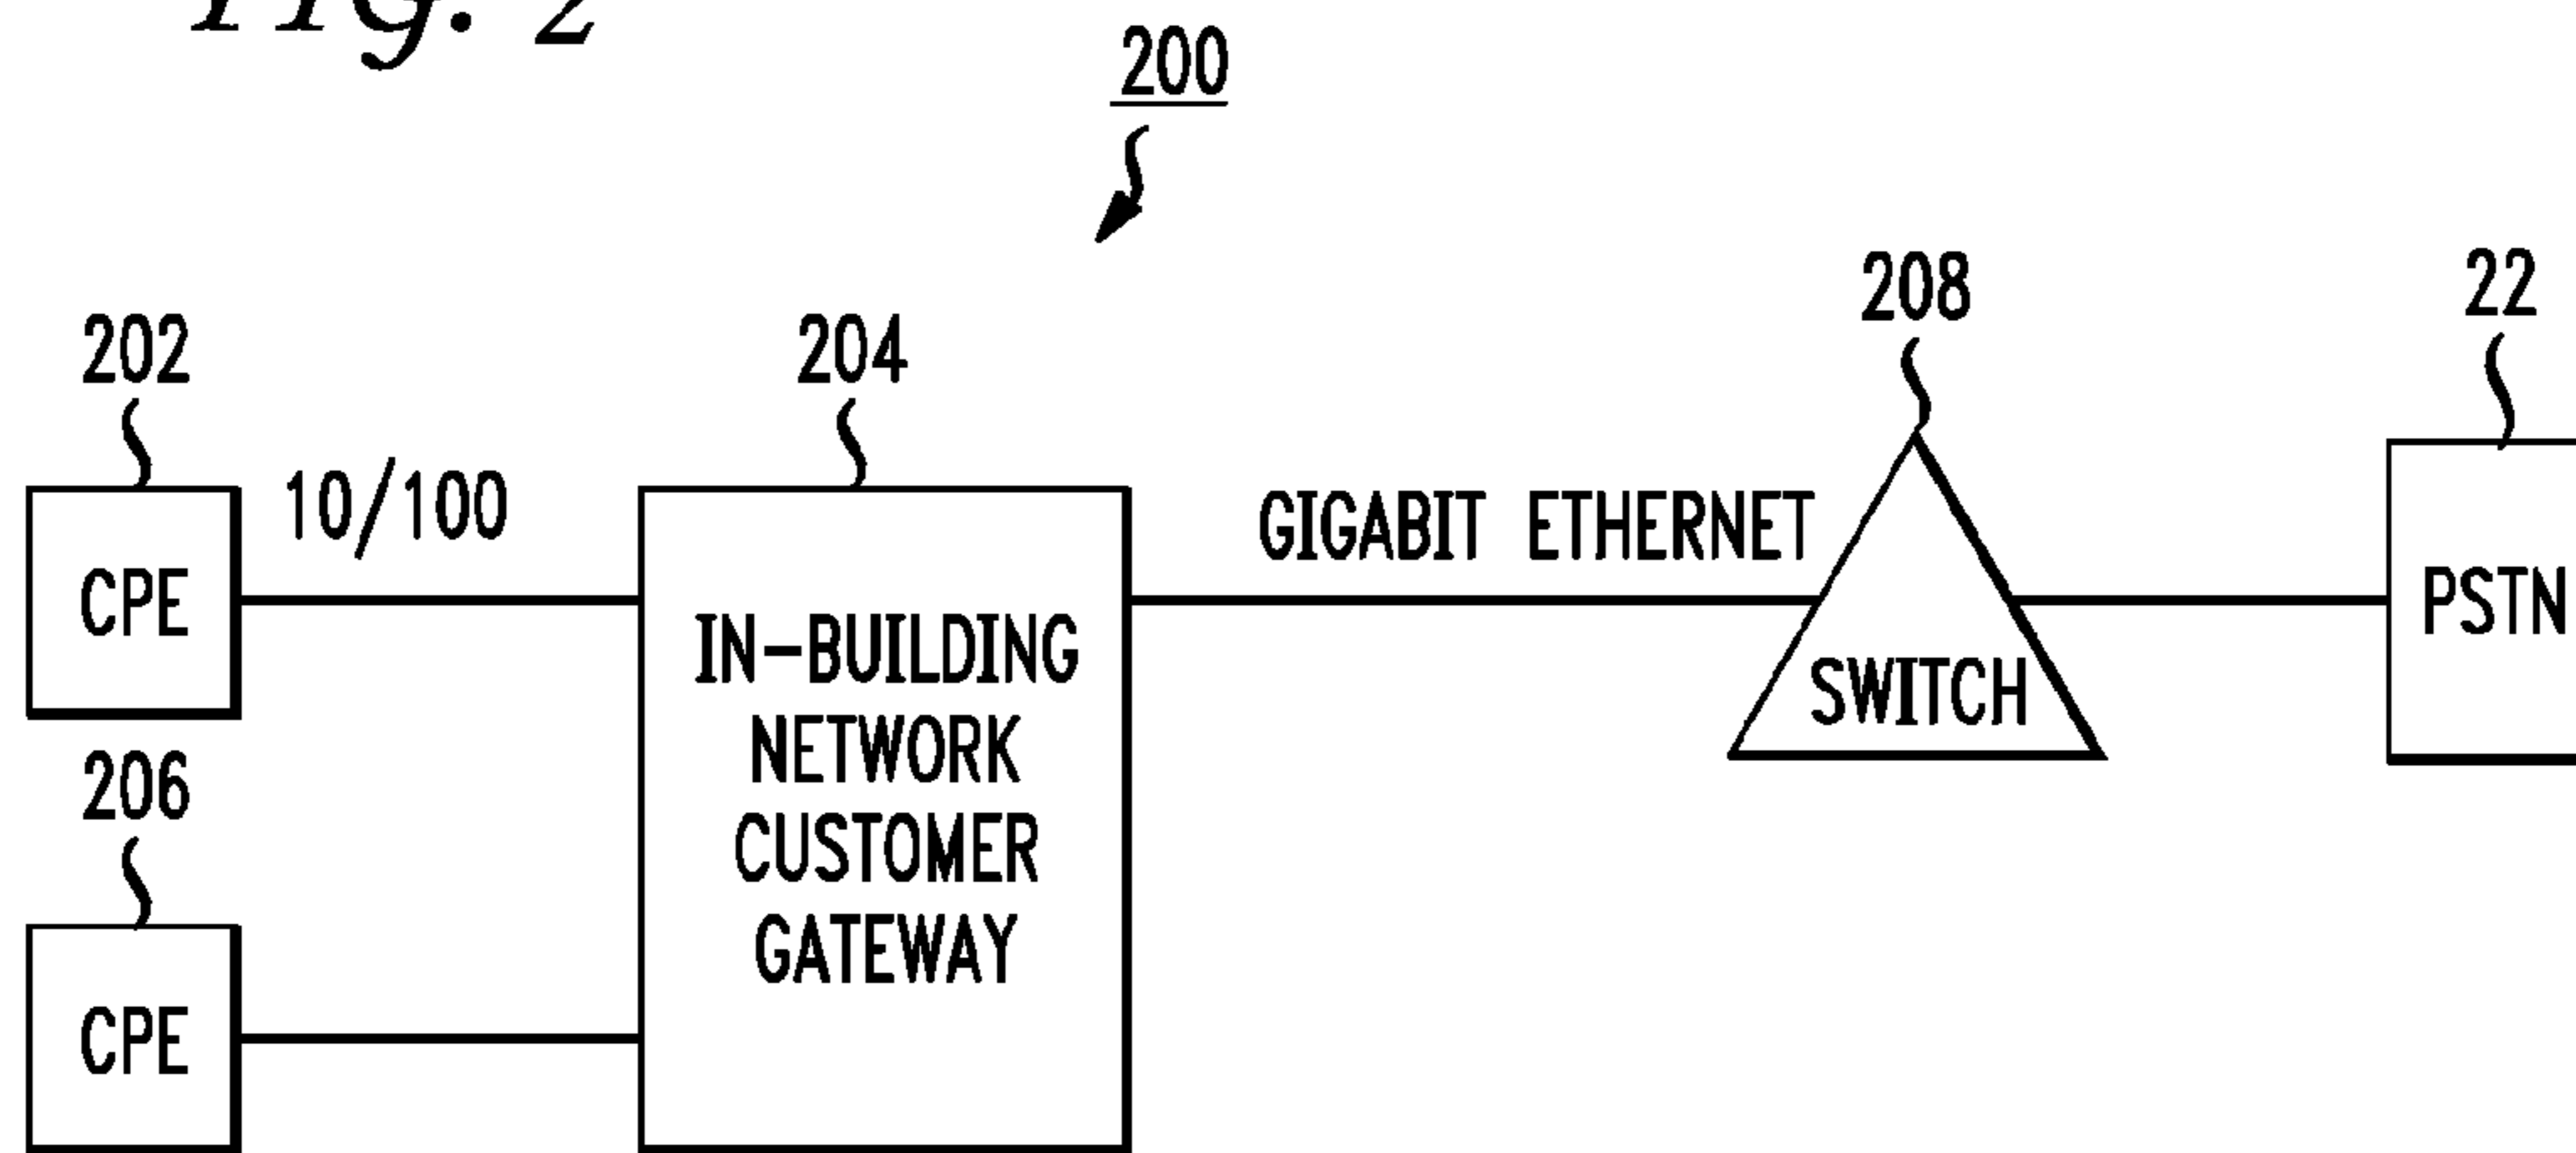 Fig. 2
200
202
204
208
22
10/100
GIGABIT ETHERNET
CPE
IN-BUILDING
NETWORK
CUSTOMER
GATEWAY
SWITCH
PSTN
206
CPE